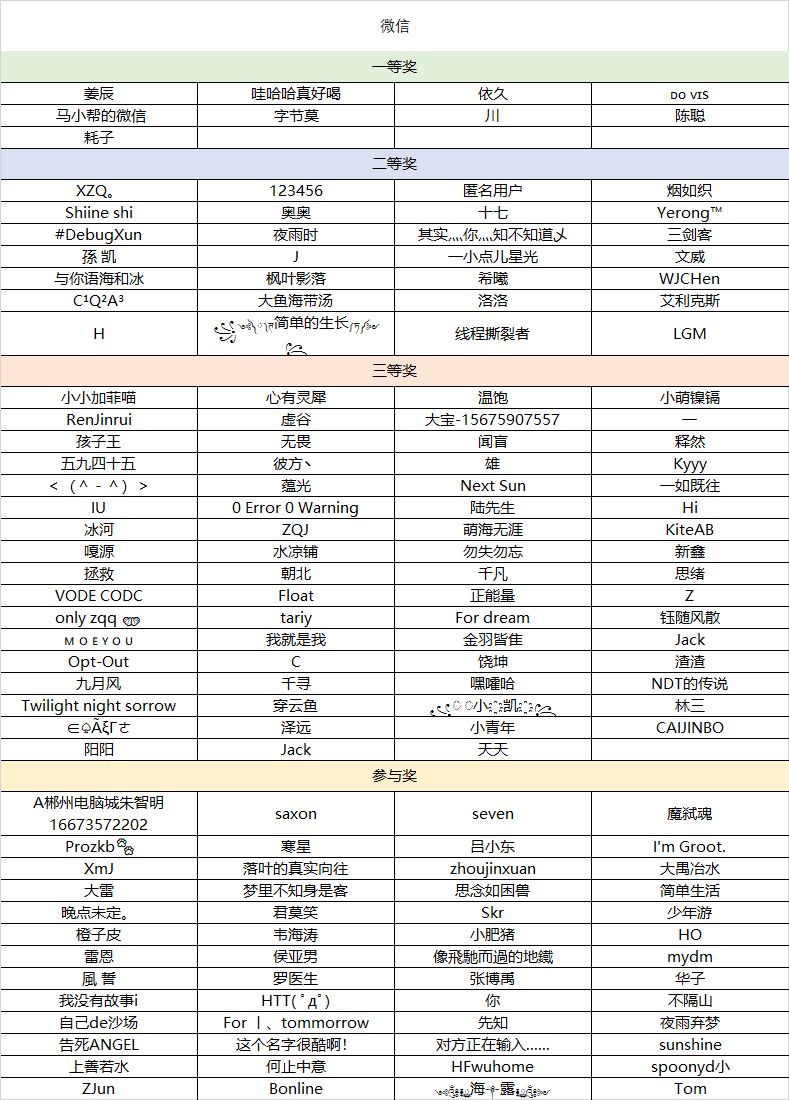 微信
一等奖
姜辰 哇哈哈真好喝 依久 ᴅᴏ ᴠɪs
马小帮的微信 字节莫 川 陈聪
耗子
二等奖
XZQ。 123456 匿名用户 烟如织
Shiine shi 奥奥 十七 Yerong™
#DebugXun 夜雨时 其实灬你灬知不知道乄 三剑客
孫 凯 J 一小点儿星光 文威
与你语海和冰 枫叶影落 希曦 WJCHen
C¹Q²A³ 大鱼海带汤 洛洛 艾利克斯
H 简单的生长 线程撕裂者 LGM
三等奖
小小加菲喵 心有灵犀 温饱 小萌镍镉
RenJinrui 虚谷 大宝-15675907557 一
孩子王 无畏 闻盲 释然
五九四十五 彼方丶 雄 Kyyy
＜（＾－＾）＞ 蕴光 Next Sun 一如既往
IU 0 Error 0 Warning 陆先生 Hi
冰河 ZQJ 萌海无涯 KiteAB
嘎源 水凉铺 勿失勿忘 新鑫
拯救 朝北 千凡 思绪
VODE CODC Float 正能量 Z
only zqq tariy For dream 钰随风散
ᴍ ᴏ ᴇ ʏ ᴏ ᴜ 我就是我 金羽皆隹 Jack
Opt-Out C 饶坤 渣渣
九月风 千寻 嘿嚯哈 NDT的传说
Twilight night sorrow 穿云鱼 小凯 林三
∈♤ÃξΓせ 泽远 小青年 CAIJINBO
阳阳 Jack 天天
参与奖
A郴州电脑城朱智明
16673572202 saxon seven 魔弑魂
Prozkb 寒星 吕小东 I'm Groot.
XmJ 落叶的真实向往 zhoujinxuan 大禺冶水
大雷 梦里不知身是客 思念如困兽 简单生活
晚点未定。 君莫笑 Skr 少年游
橙子皮 韦海涛 小肥猪 HO
雷恩 侯亚男 像飛馳而過的地鐵 mydm
風 誓 罗医生 张博禹 华子
我没有故事i HTT( ﾟдﾟ) 你 不隔山
自己de沙场 For 丨、tommorrow 先知 夜雨弃梦
告死ANGEL 这个名字很酷啊！ 对方正在输入…… sunshine
上善若水 何止中意 HFwuhome spoonyd小
ZJun Bonline 海-露 Tom